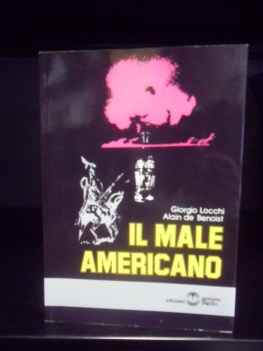 Giorgio Locchi
Alain de Benoist
IL MALE
AMERICANO